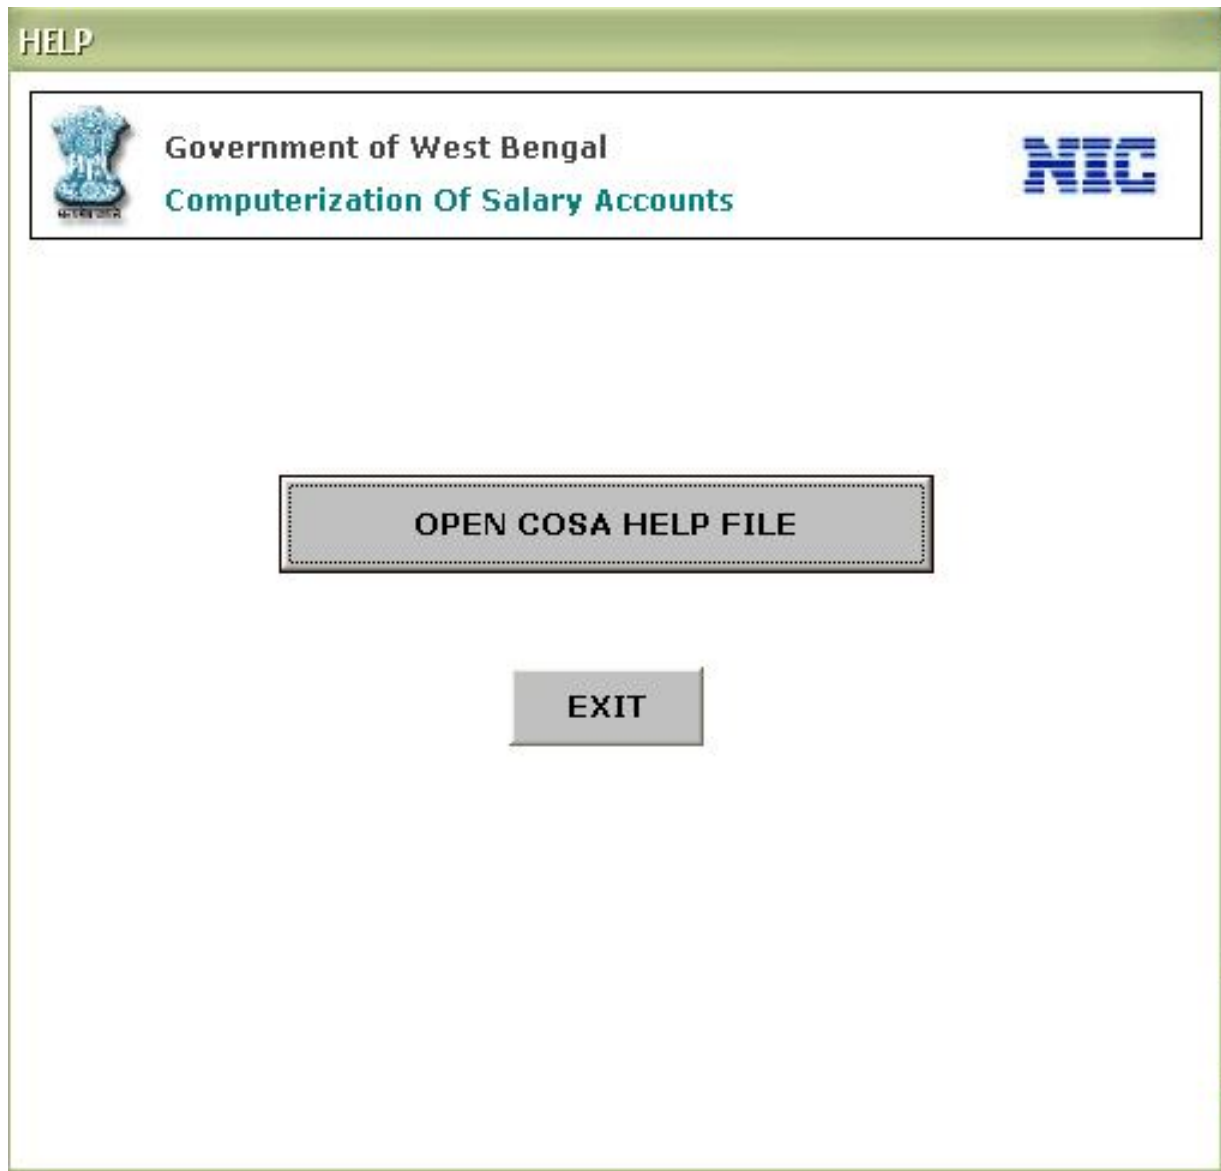 HELP
Government of West Bengal
Computerization Of Salary Accounts
NIC
OPEN COSA HELP FILE
EXIT